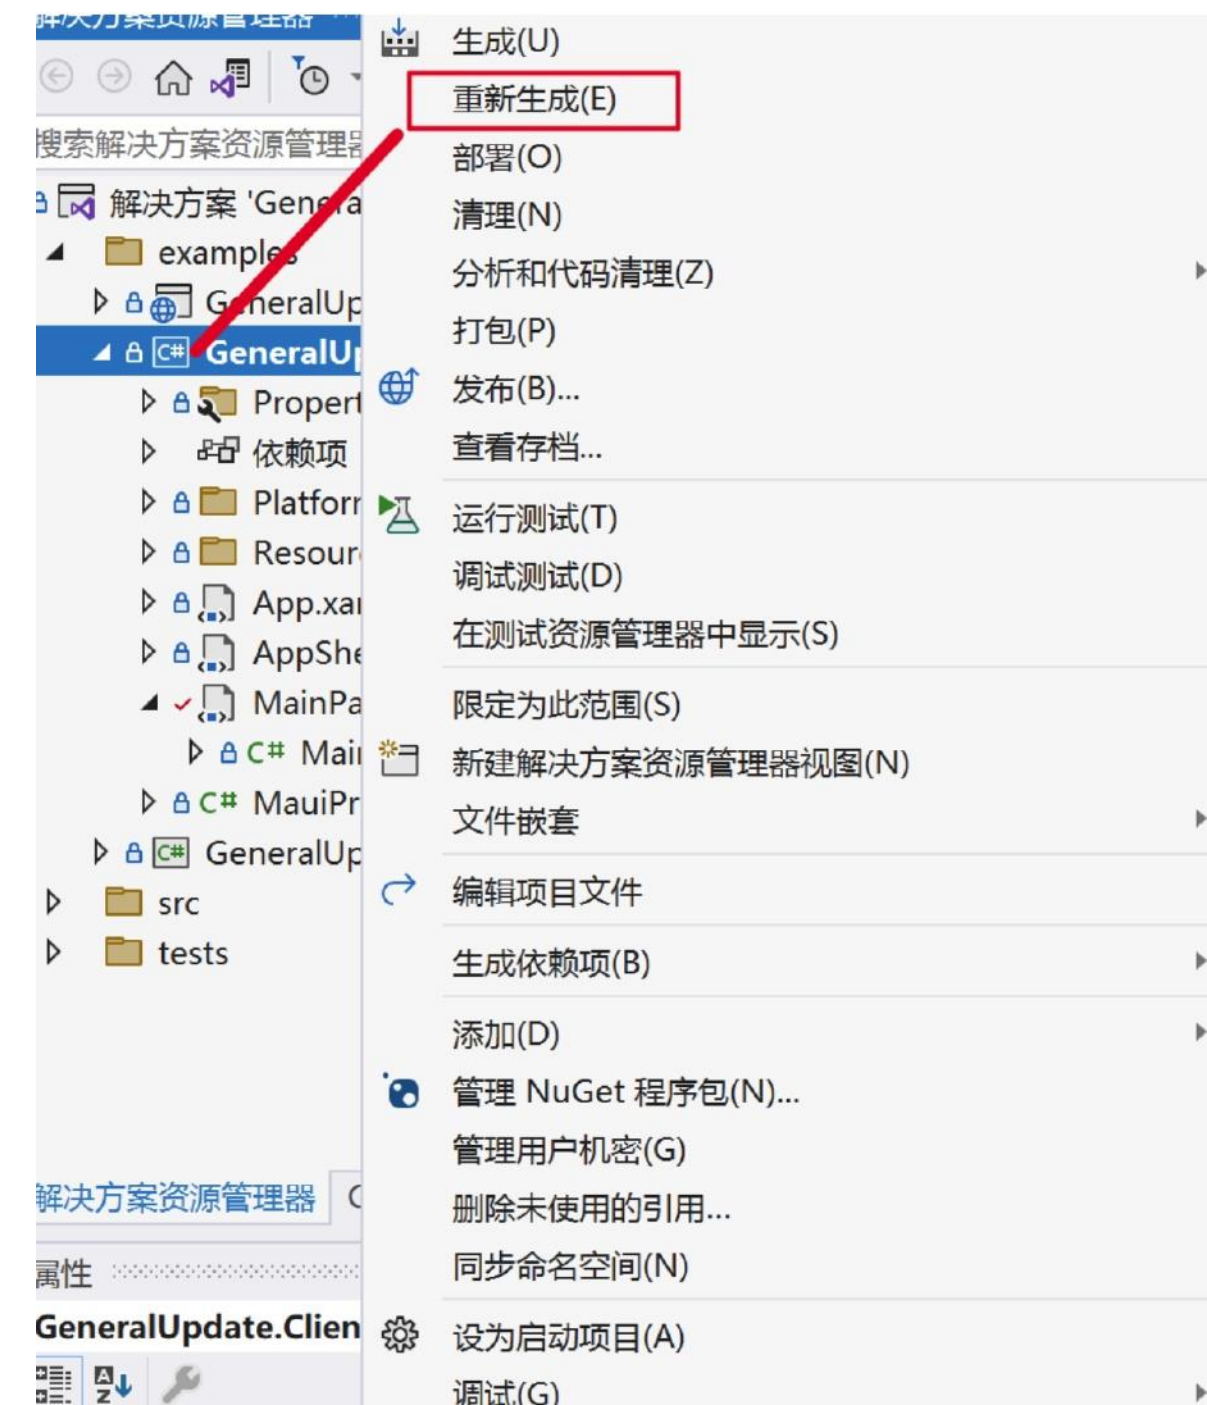 解决方案资源管理器
搜索解决方案资源管理器
解决方案 'Genera
examples
GeneralUp
GeneralUp
Propert
依赖项
Platforr
Resour
App.xar
AppShe
MainPa
C# Mai
C# MauiPr
C# GeneralUp
src
tests
解决方案资源管理器
属性
GeneralUpdate.Clien
生成(U)
重新生成(E)
部署(O)
清理(N)
分析和代码清理(Z)
打包(P)
发布(B)...
查看存档...
运行测试(T)
调试测试(D)
在测试资源管理器中显示(S)
限定为此范围(S)
新建解决方案资源管理器视图(N)
文件嵌套
编辑项目文件
生成依赖项(B)
添加(D)
管理 NuGet 程序包(N)...
管理用户机密(G)
删除未使用的引用...
同步命名空间(N)
设为启动项目(A)
调试(G)